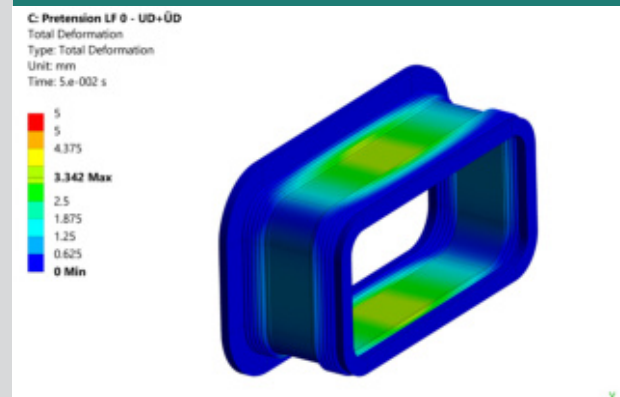 C: Pretension LF 0 - UD+ÜD
Total Deformation
Type: Total Deformation
Unit: mm
Time: 5.e-002 s
5
5
4.375
3.342 Max
2.5
1.875
1.25
0.625
0 Min
Y